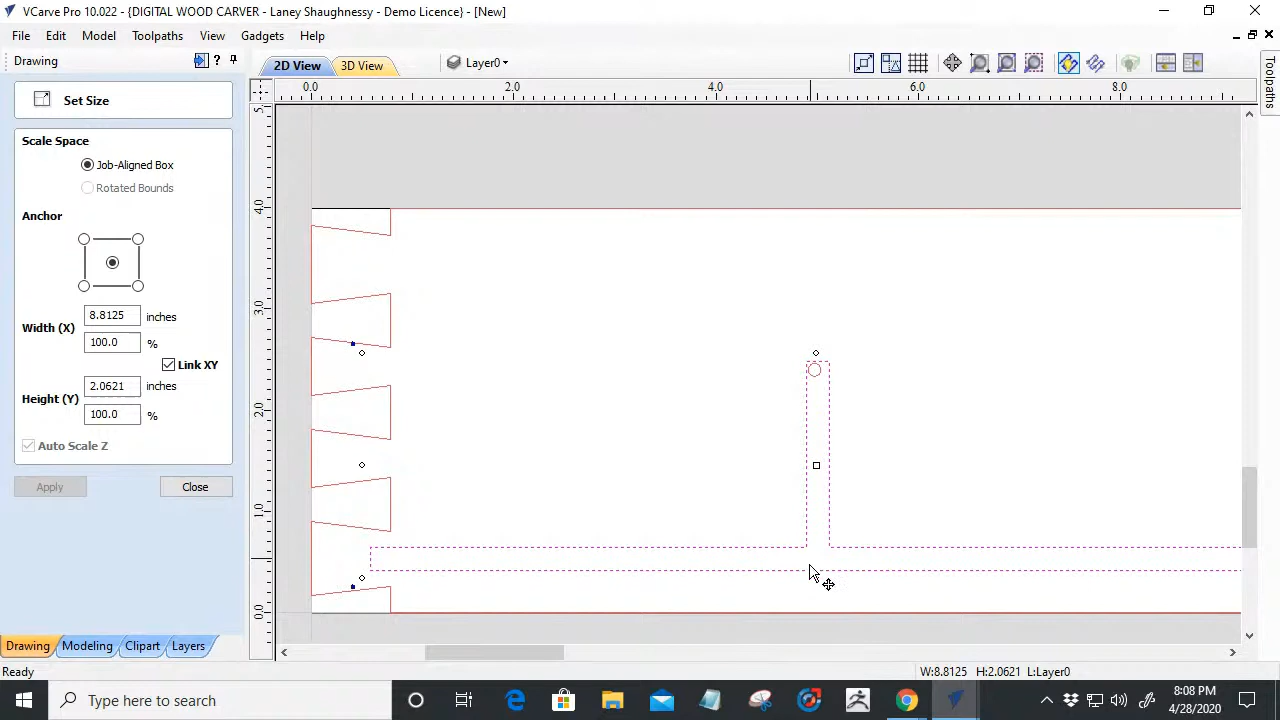 VCarve Pro 10.022 - {DIGITAL WOOD CARVER - Laney Shaughnessy - Demo Licence} - [New]
File Edit Model Toolpaths View Gadgets Help
Drawing
2D View 3D View Layer0
Set Size
Scale Space
Job-Aligned Box
Rotated Bounds
Anchor
Width (X) 8.8125 inches
100.0 %
Link XY
Height (Y) 2.0621 inches
100.0 %
Auto Scale Z
Apply Close
0.0 2.0 4.0 5.0 6.0 8.0
5.
4.0
3.0
2.0
1.0
0.0
Toolpaths
Drawing Modeling Clipart Layers
Ready W:8.8125 H:2.0621 L:Layer0
Type here to search
8:08 PM
4/28/2020